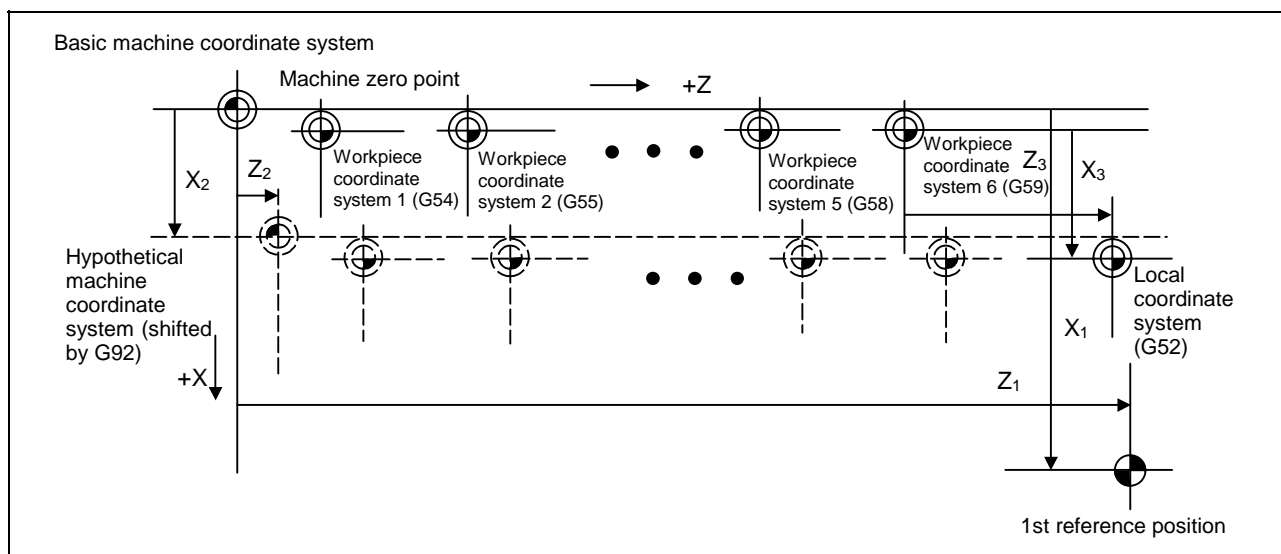 Basic machine coordinate system
Machine zero point
+Z
X2
Z2
Workpiece
coordinate
system 1 (G54)
Workpiece
coordinate
system 2 (G55)
Workpiece
coordinate
system 5 (G58)
Workpiece
coordinate
system 6 (G59)
Z3
X3
Hypothetical
machine
coordinate
system (shifted
by G92)
+X
Local
coordinate
system
(G52)
X1
Z1
1st reference position